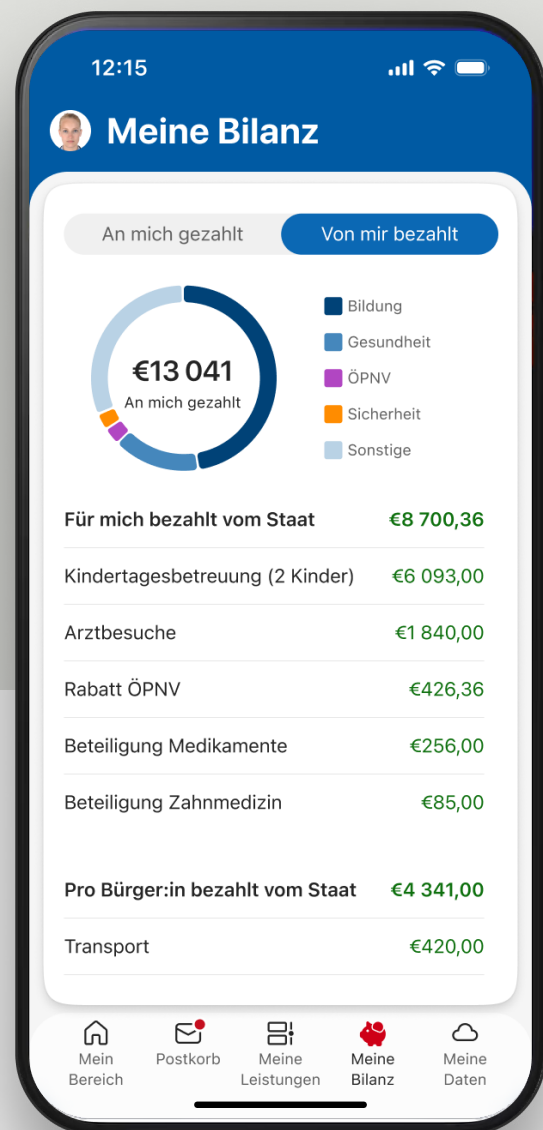 12:15
Meine Bilanz
An mich gezahlt
Von mir bezahlt
€13 041
An mich gezahlt
Bildung
Gesundheit
ÖPNV
Sicherheit
Sonstige
Für mich bezahlt vom Staat €8 700,36
Kindertagesbetreuung (2 Kinder) €6 093,00
Arztbesuche €1 840,00
Rabatt ÖPNV €426,36
Beteiligung Medikamente €256,00
Beteiligung Zahnmedizin €85,00
Pro Bürger:in bezahlt vom Staat €4 341,00
Transport €420,00
Mein Bereich
Postkorb
Meine Leistungen
Meine Bilanz
Meine Daten